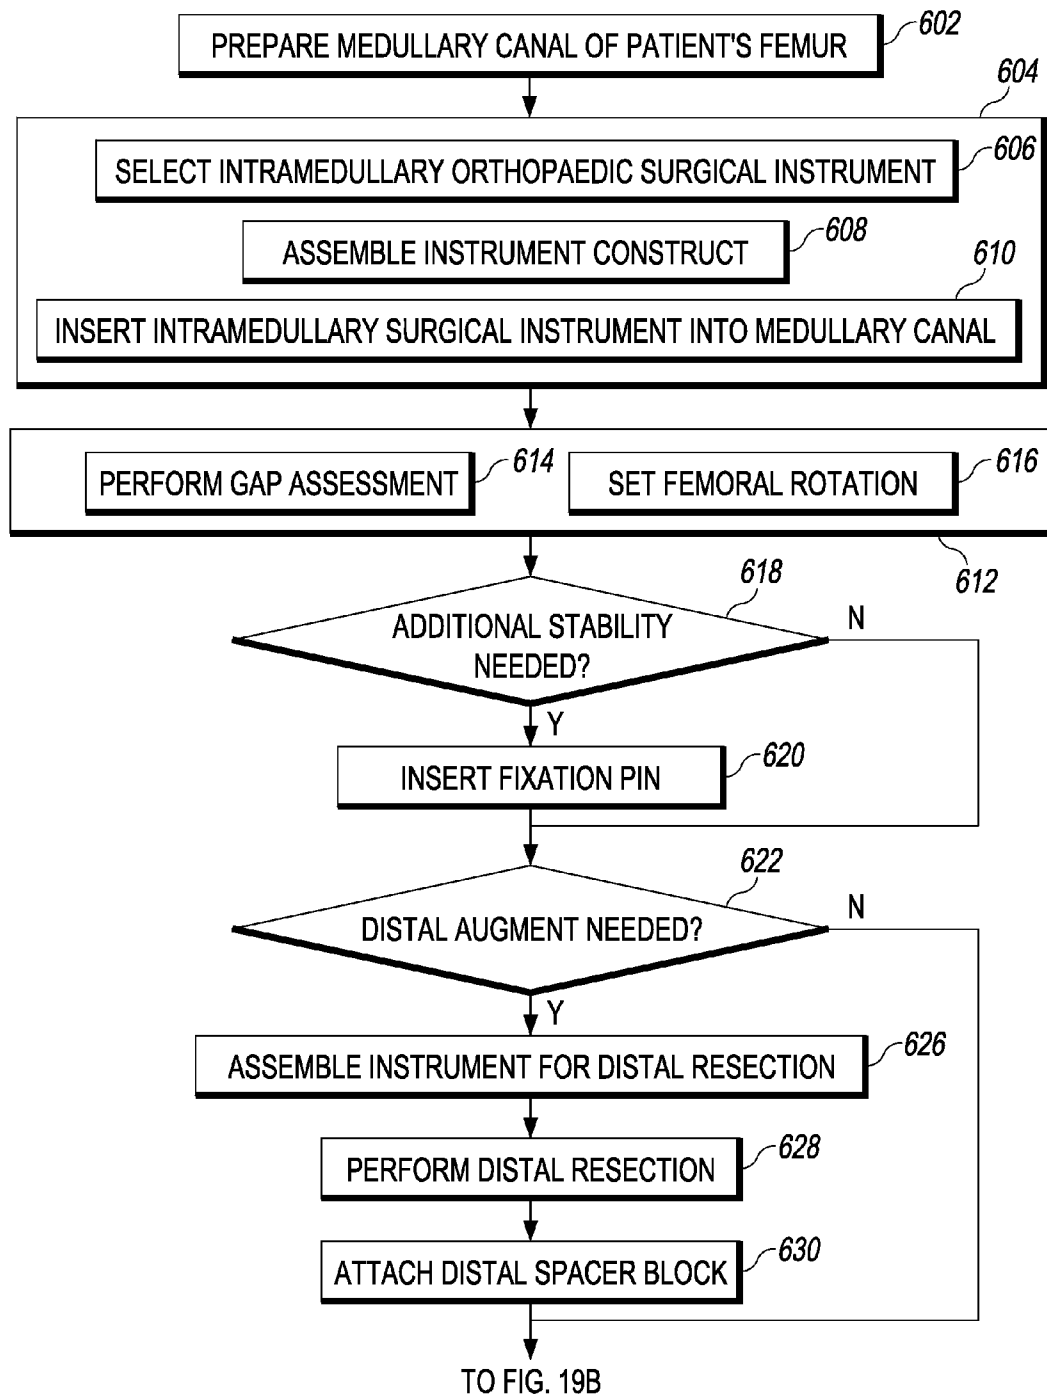 PREPARE MEDULLARY CANAL OF PATIENT'S FEMUR
602
604
SELECT INTRAMEDULLARY ORTHOPAEDIC SURGICAL INSTRUMENT
606
ASSEMBLE INSTRUMENT CONSTRUCT
608
610
INSERT INTRAMEDULLARY SURGICAL INSTRUMENT INTO MEDULLARY CANAL
PERFORM GAP ASSESSMENT
614
SET FEMORAL ROTATION
616
612
618
ADDITIONAL STABILITY
NEEDED?
N
Y
INSERT FIXATION PIN
620
622
DISTAL AUGMENT NEEDED?
N
Y
ASSEMBLE INSTRUMENT FOR DISTAL RESECTION
626
PERFORM DISTAL RESECTION
628
ATTACH DISTAL SPACER BLOCK
630
TO FIG. 19B